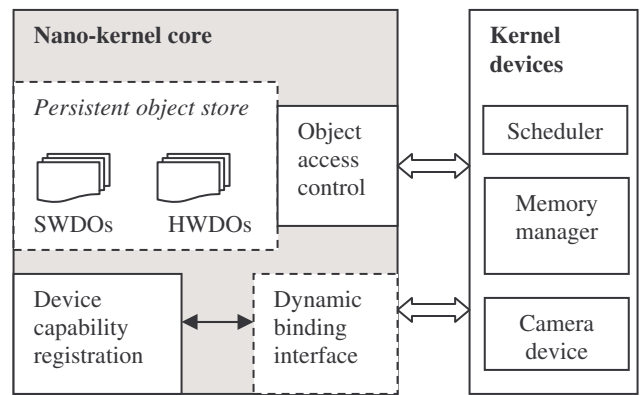 Nano-kernel core
Persistent object store
SWDOs
HWDOs
Object
access
control
Device
capability
registration
Dynamic
binding
interface
Kernel
devices
Scheduler
Memory
manager
Camera
device